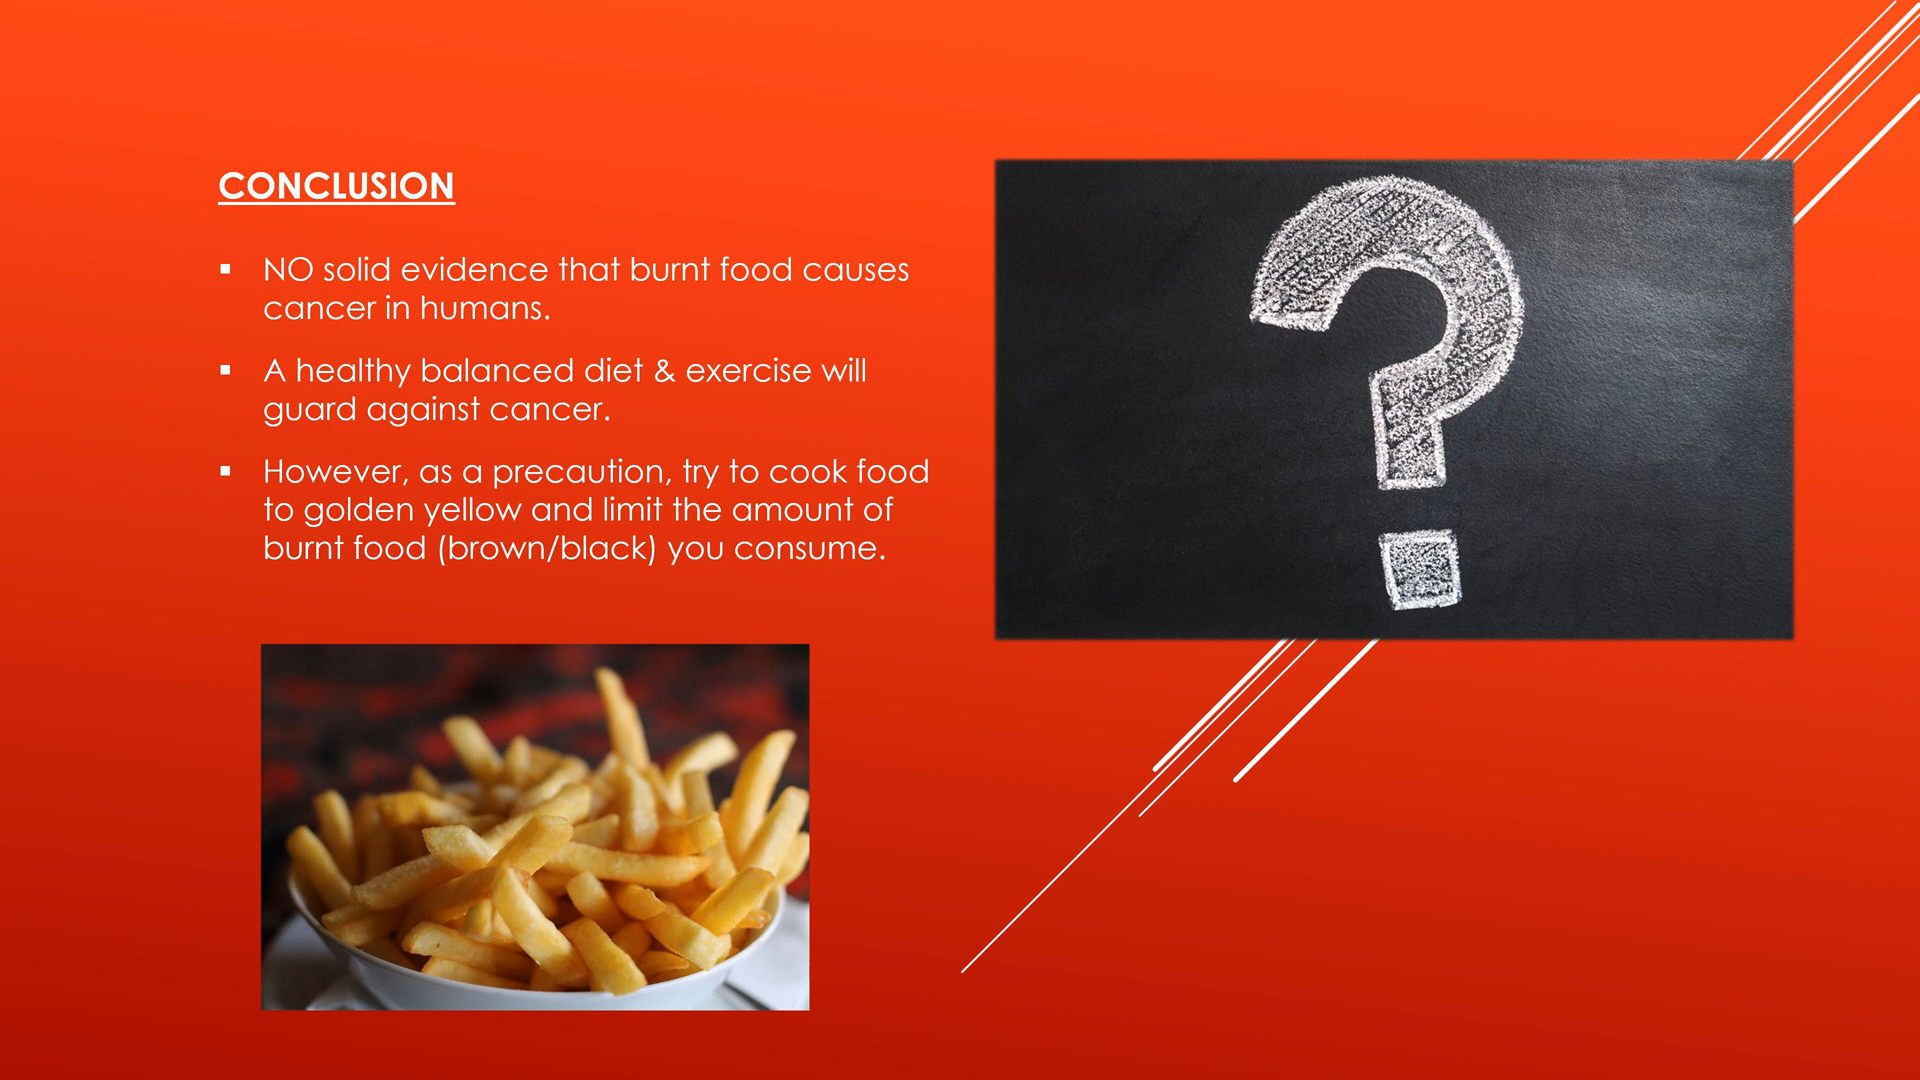 CONCLUSION
▪ NO solid evidence that burnt food causes
cancer in humans.
▪ A healthy balanced diet & exercise will
guard against cancer.
▪ However, as a precaution, try to cook food
to golden yellow and limit the amount of
burnt food (brown/black) you consume.
?